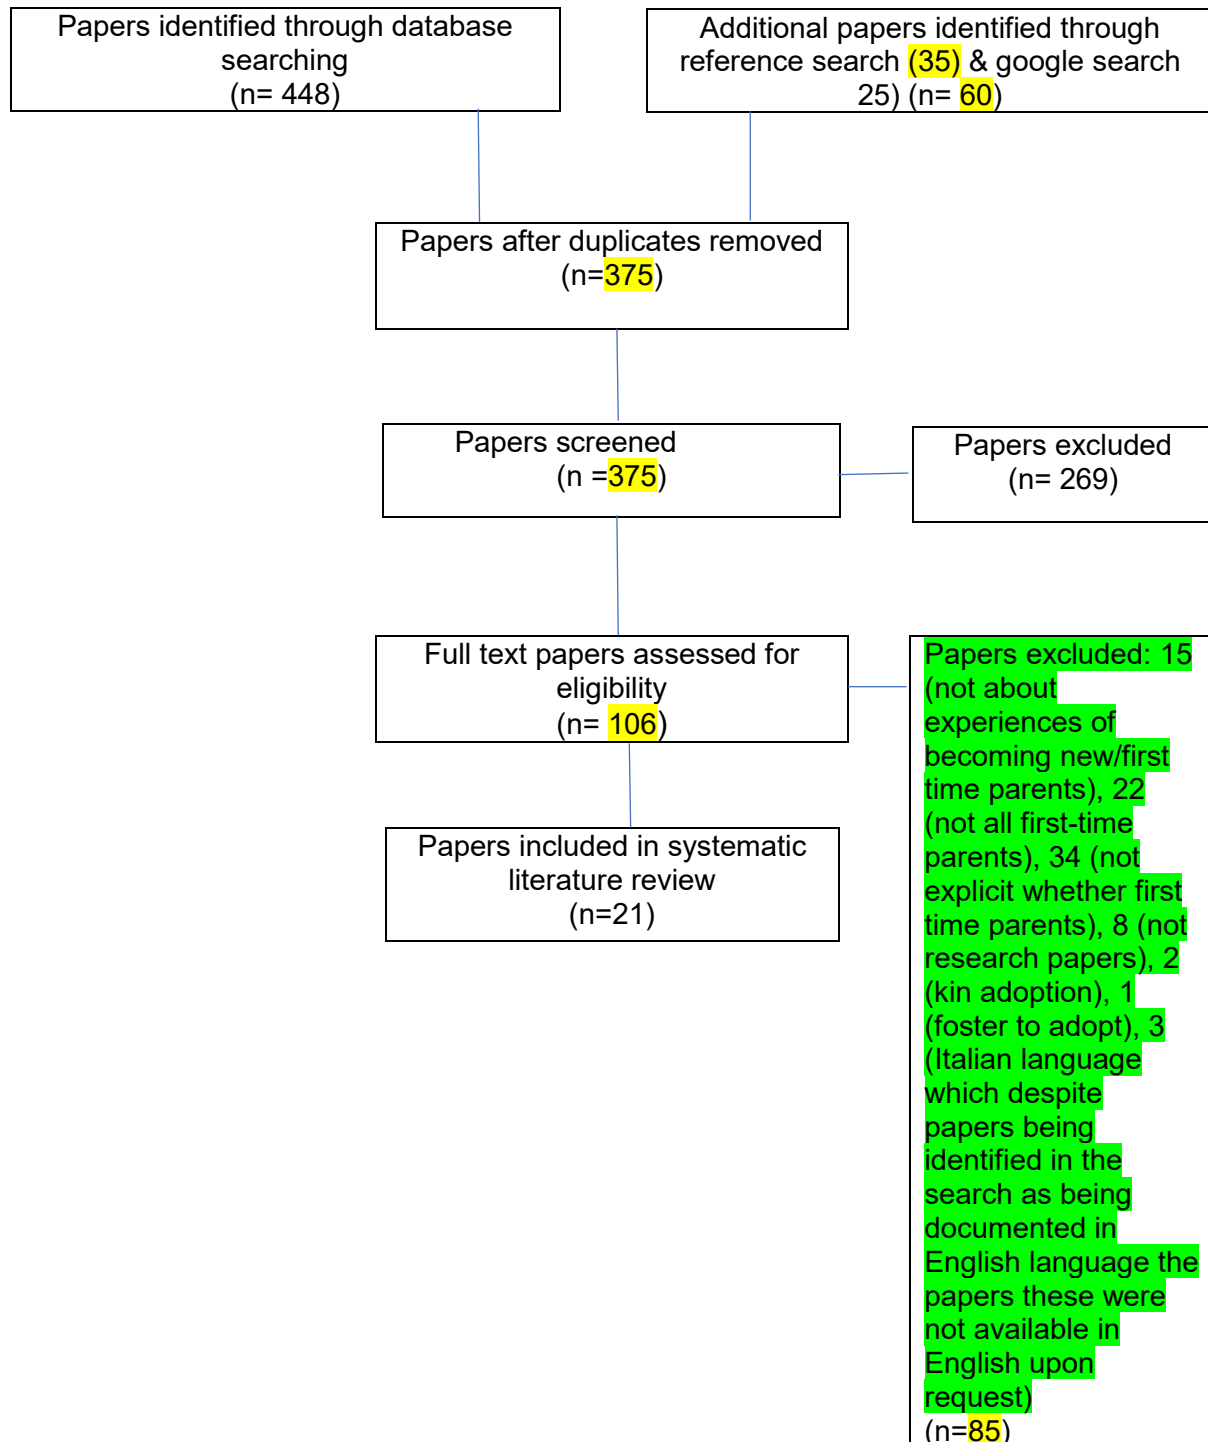 Papers identified through database
searching
(n= 448)
Additional papers identified through
reference search (35) & google search
25) (n= 60)
Papers after duplicates removed
(n=375)
Papers screened
(n =375)
Papers excluded
(n= 269)
Full text papers assessed for
eligibility
(n= 106)
Papers excluded: 15
(not about
experiences of
becoming new/first
time parents), 22
(not all first-time
parents), 34 (not
explicit whether first
time parents), 8 (not
research papers), 2
(kin adoption), 1
(foster to adopt), 3
(Italian language
which despite
papers being
identified in the
search as being
documented in
English language the
papers these were
not available in
English upon
request)
(n=85)
Papers included in systematic
literature review
(n=21)